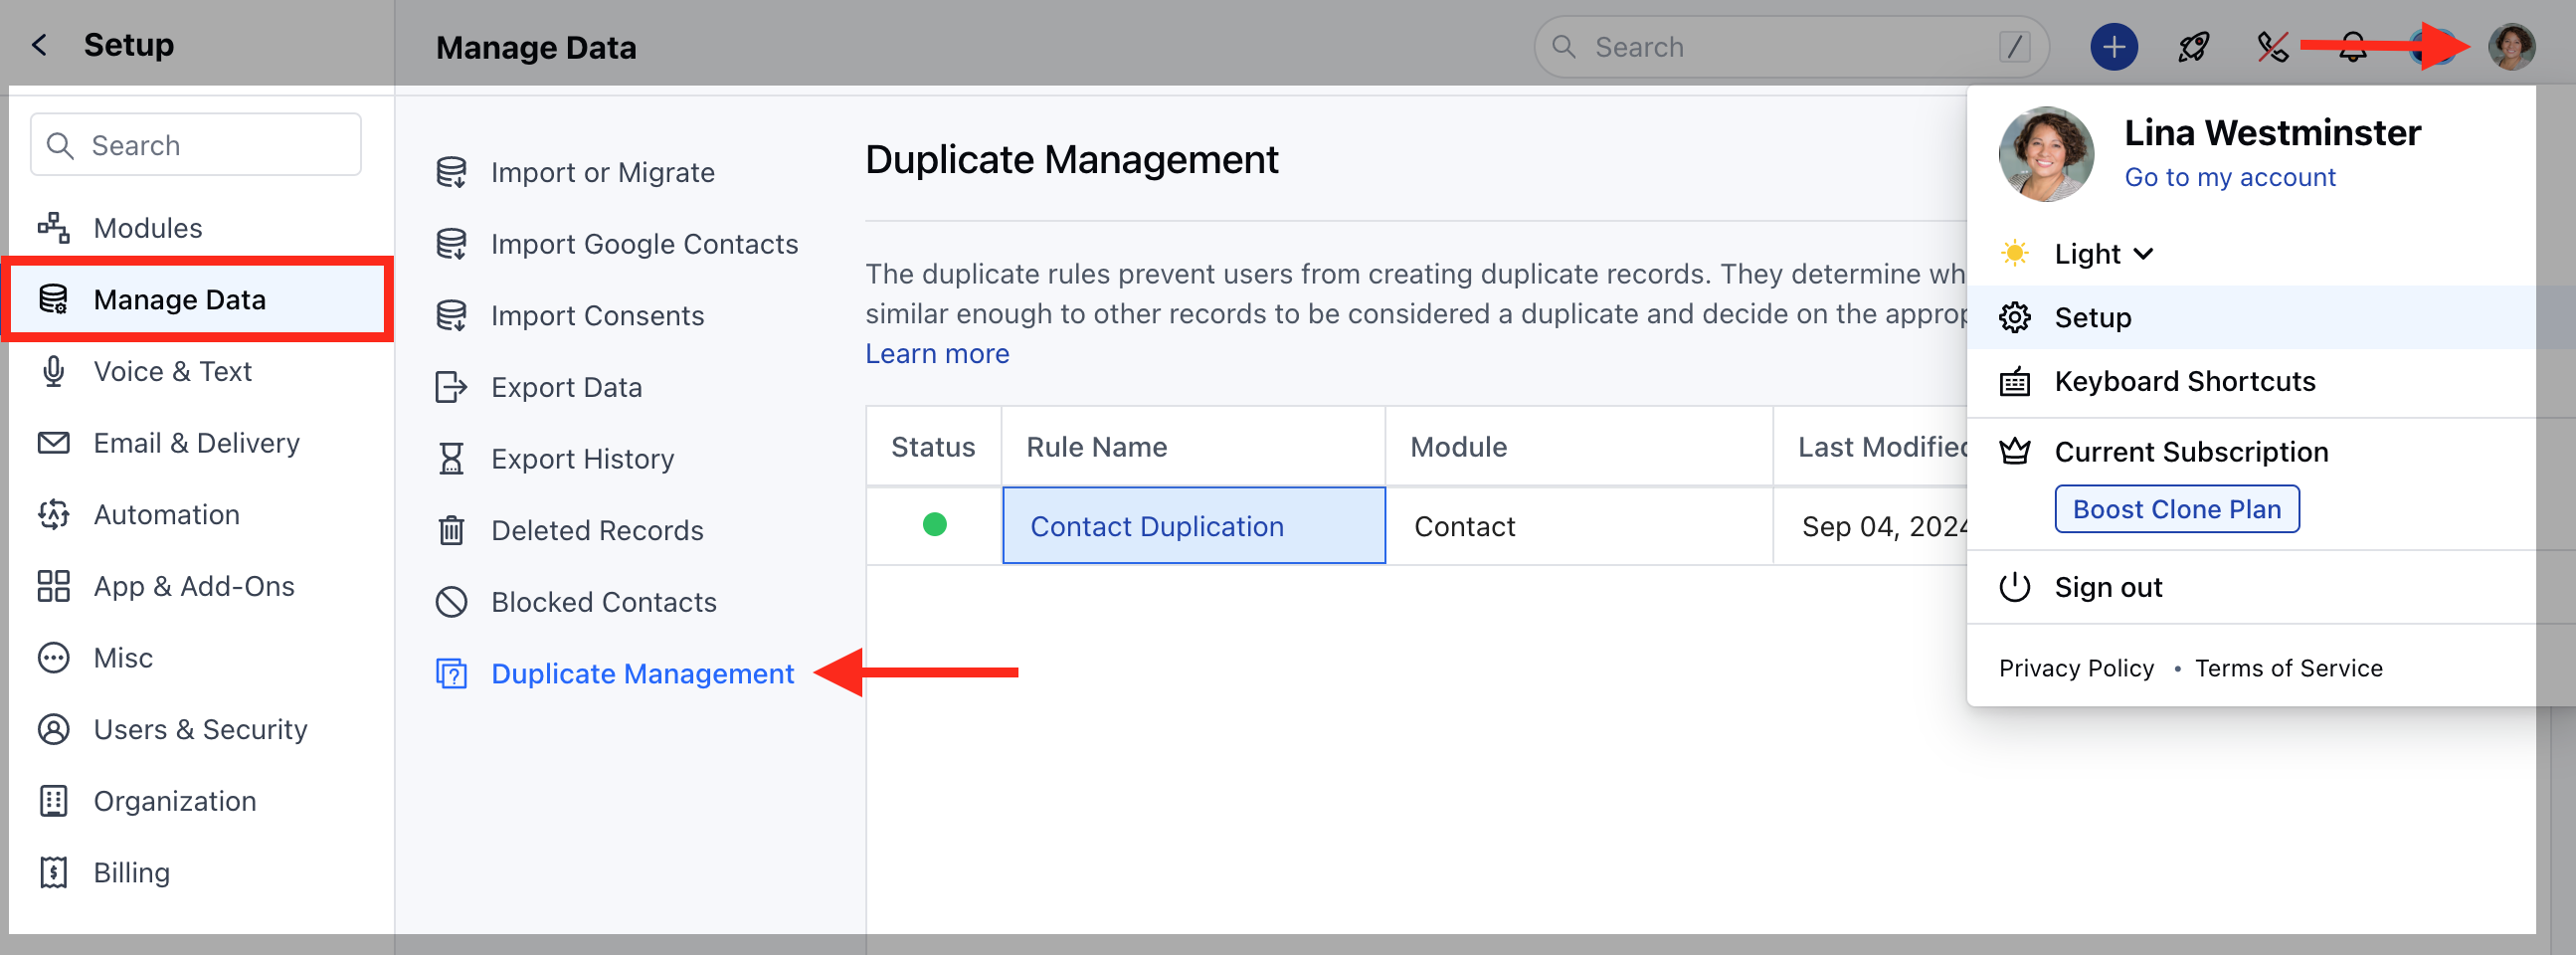 Setup
Manage Data
Search
/
Search
Modules
Manage Data
Voice & Text
Email & Delivery
Automation
App & Add-Ons
Misc
Users & Security
Organization
Billing
Import or Migrate
Import Google Contacts
Import Consents
Export Data
Export History
Deleted Records
Blocked Contacts
Duplicate Management
Duplicate Management
The duplicate rules prevent users from creating duplicate records. They determine
similar enough to other records to be considered a duplicate and decide on the
Learn more
Status Rule Name Module Last Modified
Contact Duplication Contact Sep 04, 2024
Lina Westminster
Go to my account
Light
Setup
Keyboard Shortcuts
Current Subscription
Boost Clone Plan
Sign out
Privacy Policy • Terms of Service